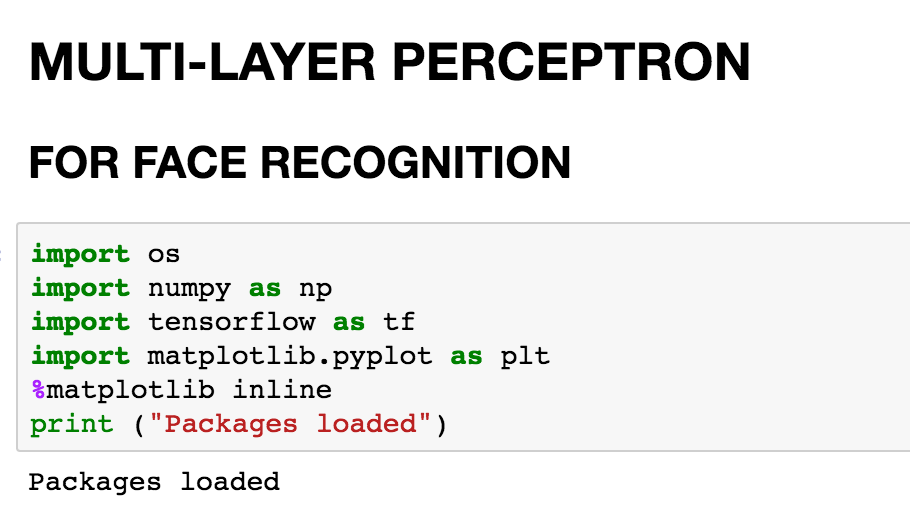 MULTI-LAYER PERCEPTRON
FOR FACE RECOGNITION
import os
import numpy as np
import tensorflow as tf
import matplotlib.pyplot as plt
%matplotlib inline
print ("Packages loaded")
Packages loaded